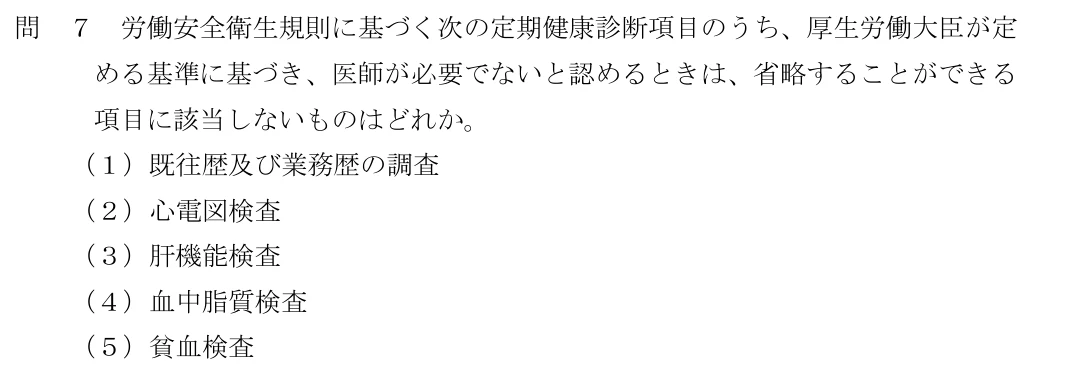 問　７　労働安全衛生規則に基づく次の定期健康診断項目のうち、厚生労働大臣が定
める基準に基づき、医師が必要でないと認めるときは、省略することができる
項目に該当しないものはどれか。
（１）既往歴及び業務歴の調査
（２）心電図検査
（３）肝機能検査
（４）血中脂質検査
（５）貧血検査